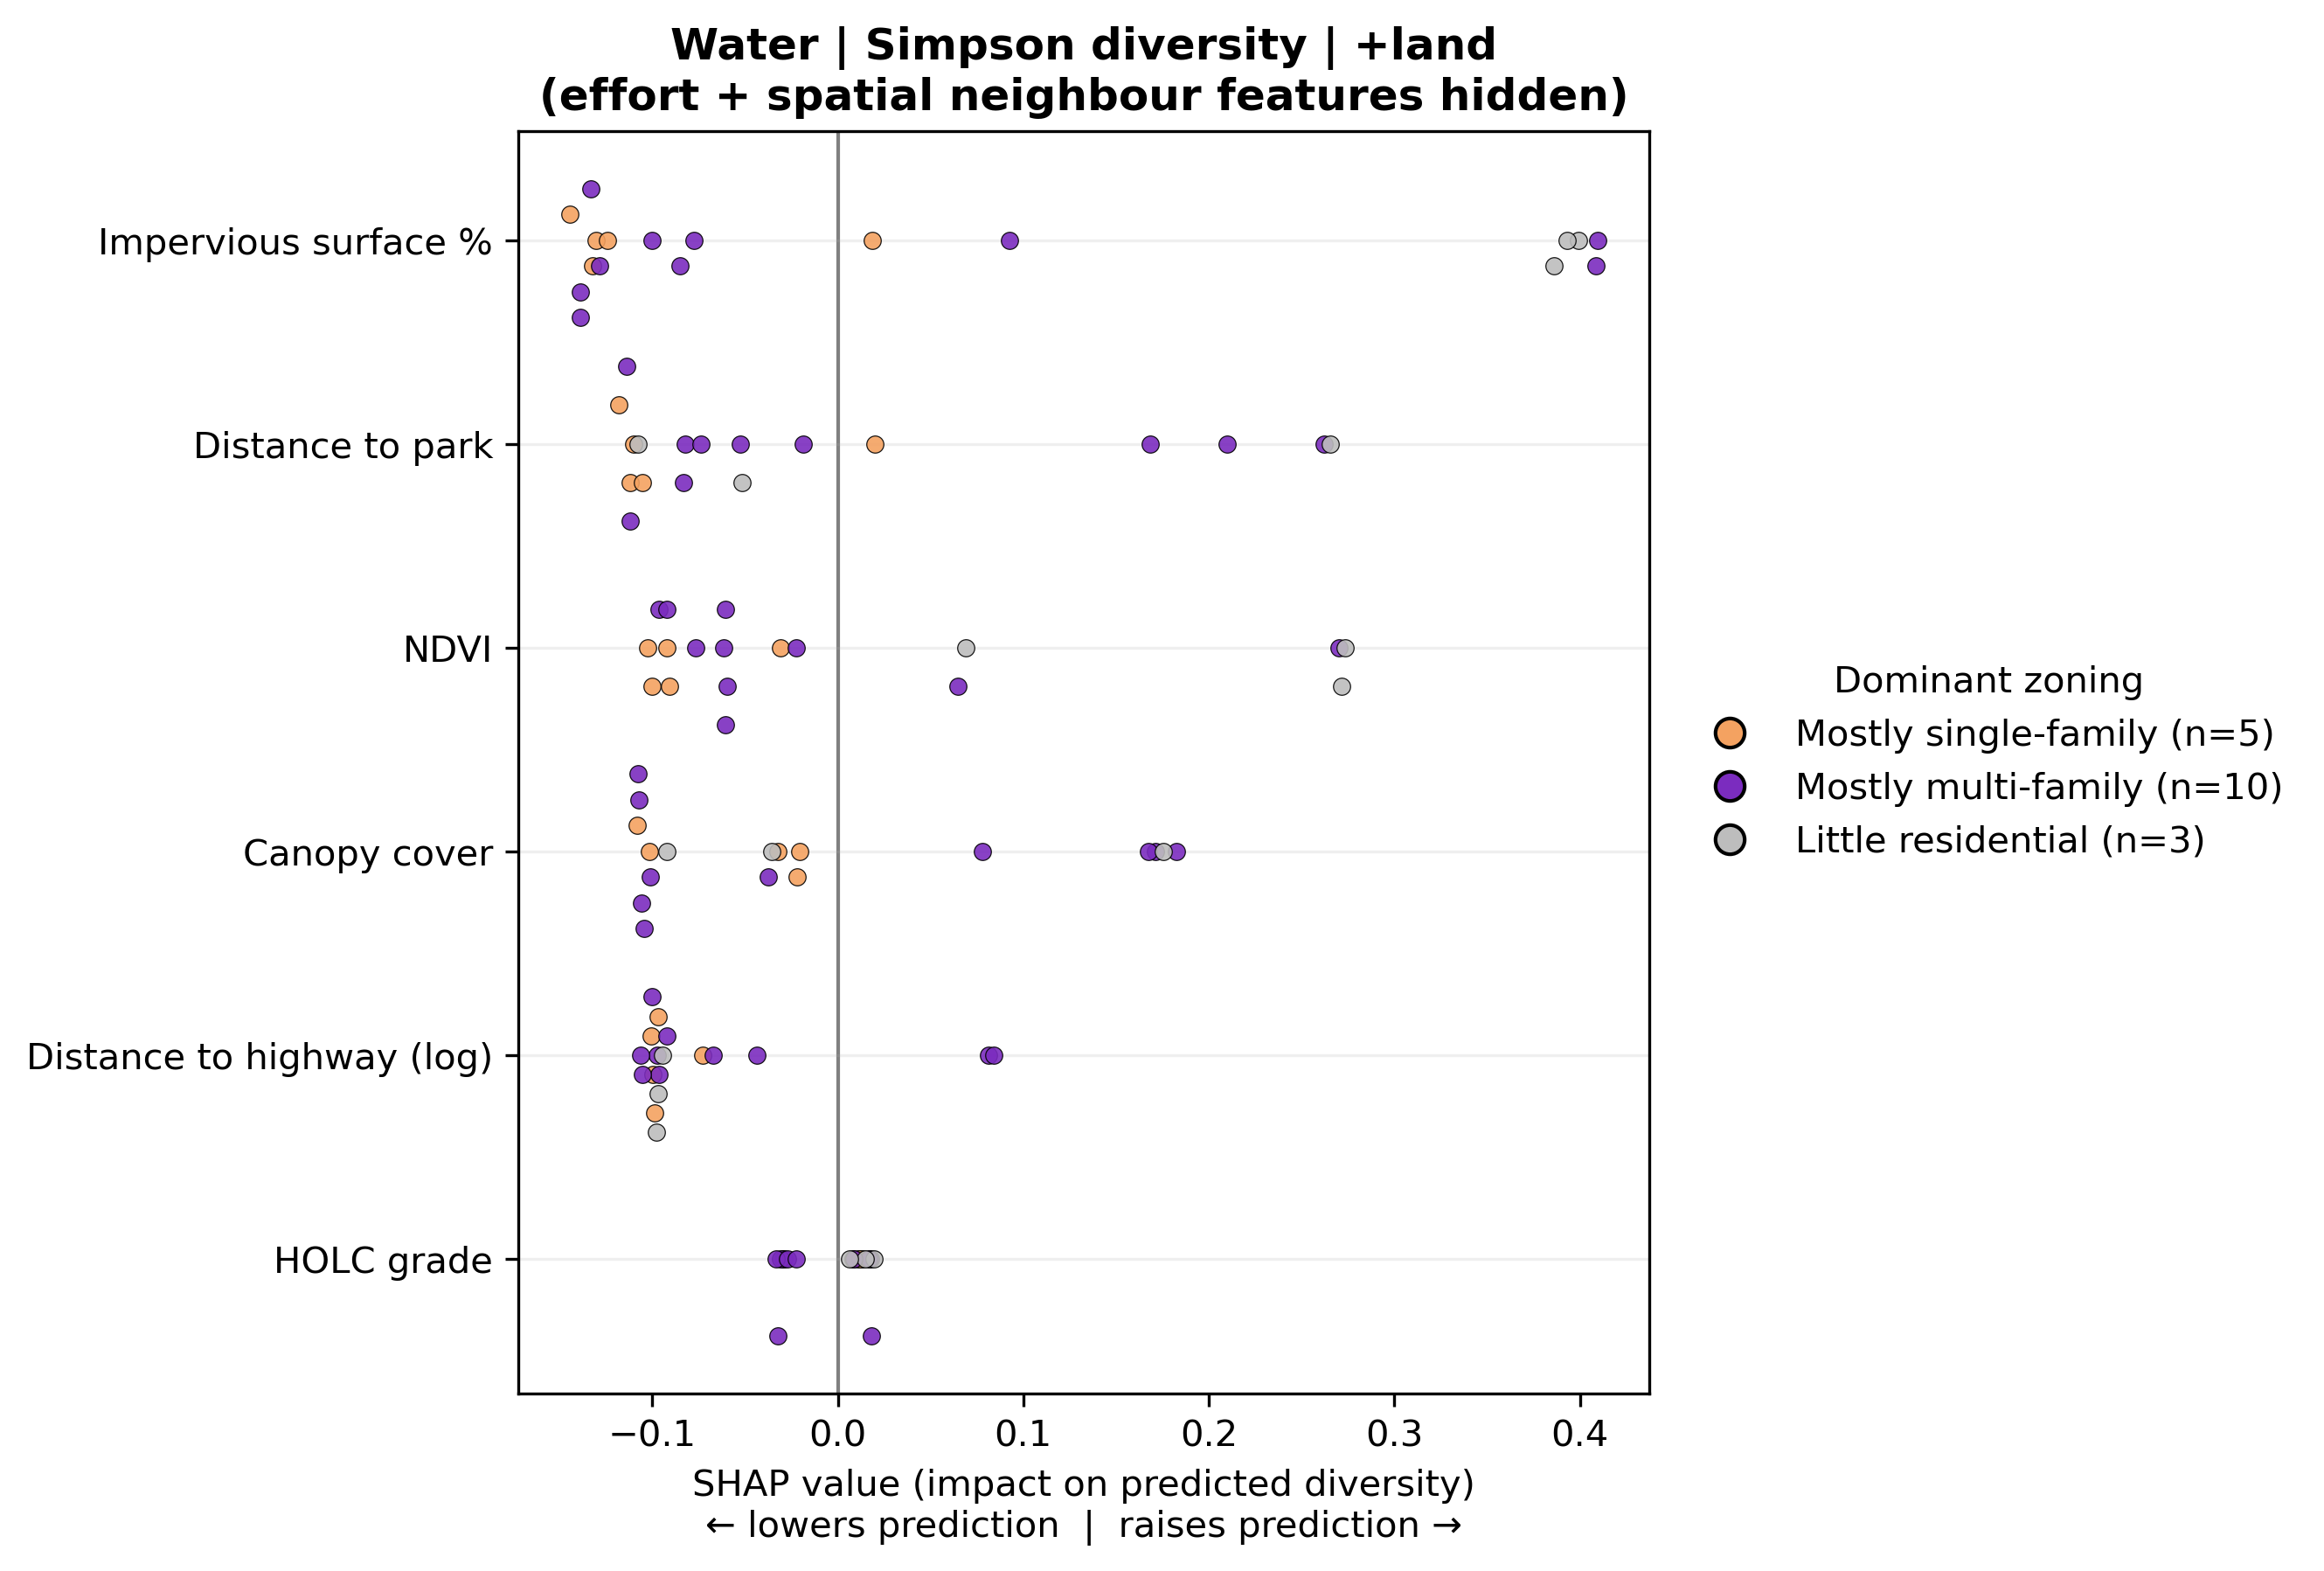 Water | Simpson diversity | +land
(effort + spatial neighbour features hidden)
Impervious surface %
Distance to park
NDVI
Canopy cover
Distance to highway (log)
HOLC grade
Dominant zoning
Mostly single-family (n=5)
Mostly multi-family (n=10)
Little residential (n=3)
−0.1 0.0 0.1 0.2 0.3 0.4
SHAP value (impact on predicted diversity)
← lowers prediction | raises prediction →